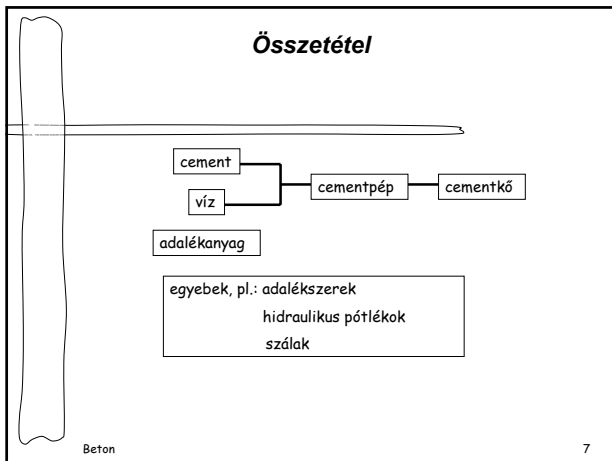 Összetétel
cement
víz
cementpép
cementkő
adalékanyag
egyebek, pl.: adalékszerek
hidraulikus pótlékok
szálak
Beton
7